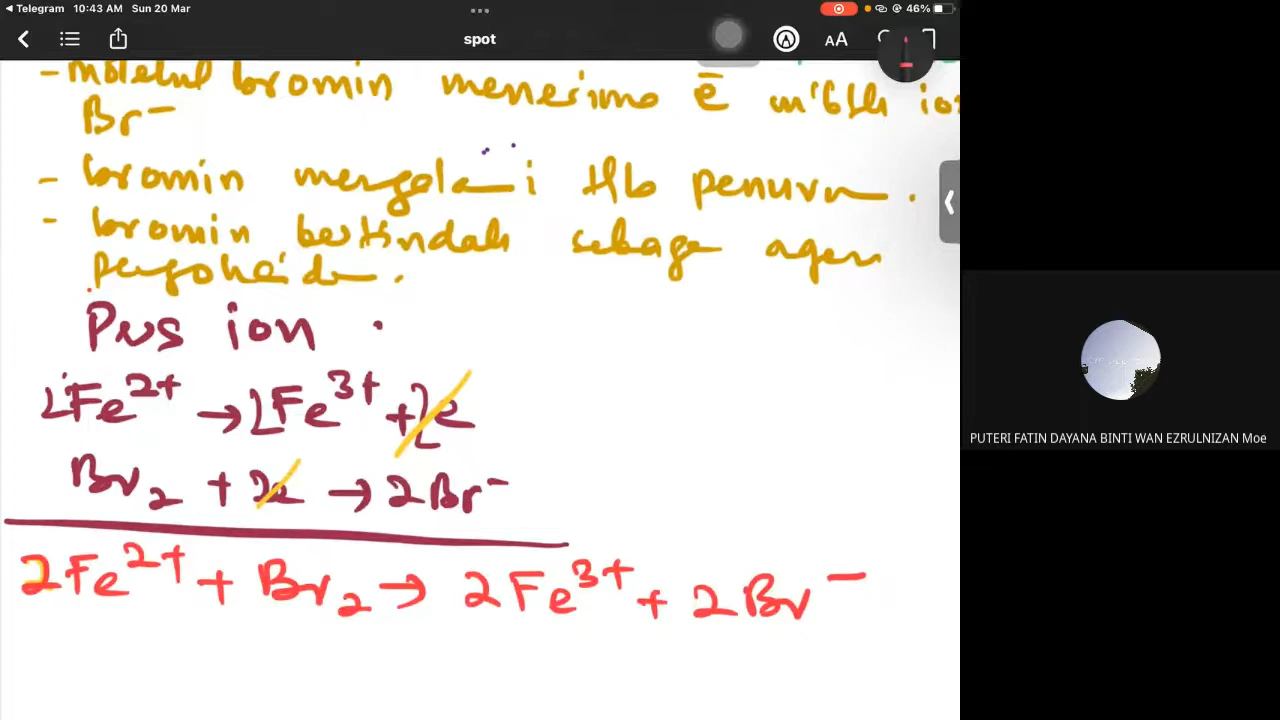 Telegram 10:43 AM Sun 20 Mar 46%
spot
AA
- molekul bromin menerima ē m'btk ion
Br⁻
- bromin mengalami tlb penurun.
- bromin bertindak sebagai agen
pengoksidaan.
Pers ion
2Fe²⁺ → 2Fe³⁺ + 2e
Br₂ + 2e → 2Br⁻
2Fe²⁺ + Br₂ → 2Fe³⁺ + 2Br⁻
PUTERI FATIN DAYANA BINTI WAN EZRULNIZAN Moe